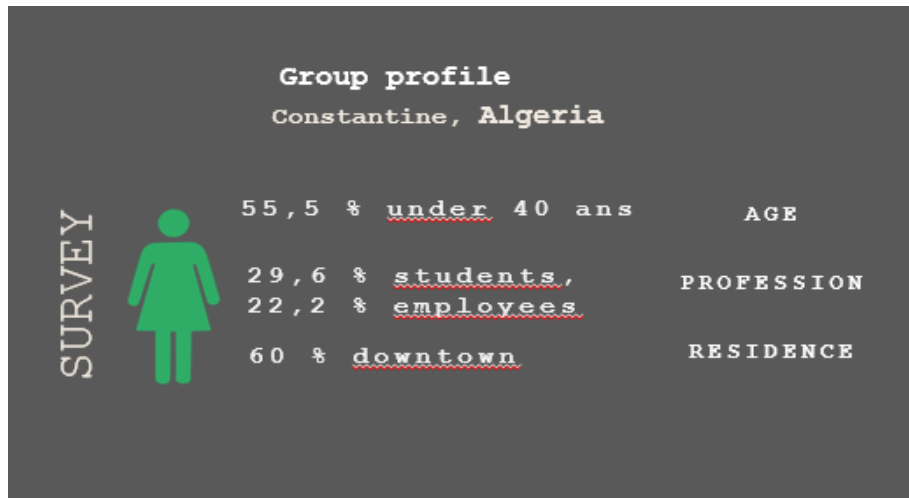 Group profile
Constantine, Algeria
SURVEY
55,5 % under 40 ans
AGE
29,6 % students,
22,2 % employees
PROFESSION
60 % downtown
RESIDENCE